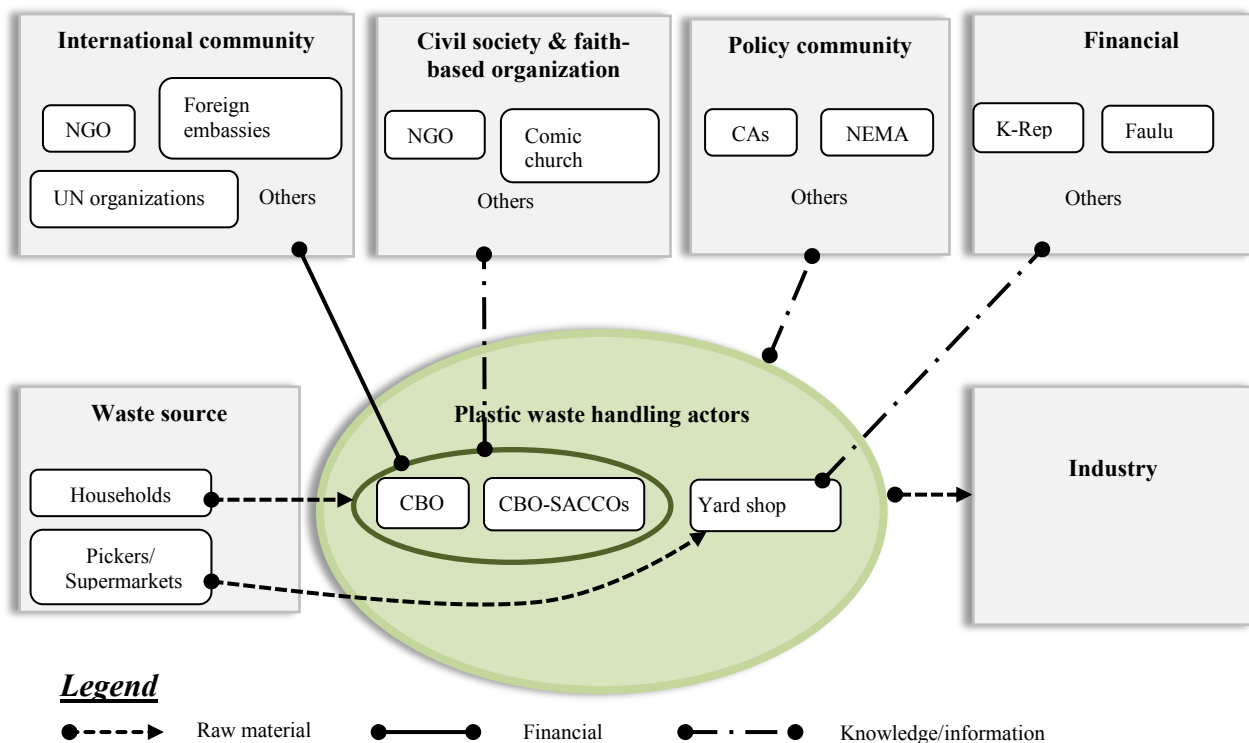 International community
NGO
Foreign
embassies
UN organizations
Others
Civil society & faith-
based organization
NGO
Comic
church
Others
Policy community
CAs
NEMA
Others
Financial
K-Rep
Faulu
Others
Waste source
Households
Pickers/
Supermarkets
Plastic waste handling actors
CBO
CBO-SACCOs
Yard shop
Industry
Legend
Raw material
Financial
Knowledge/information